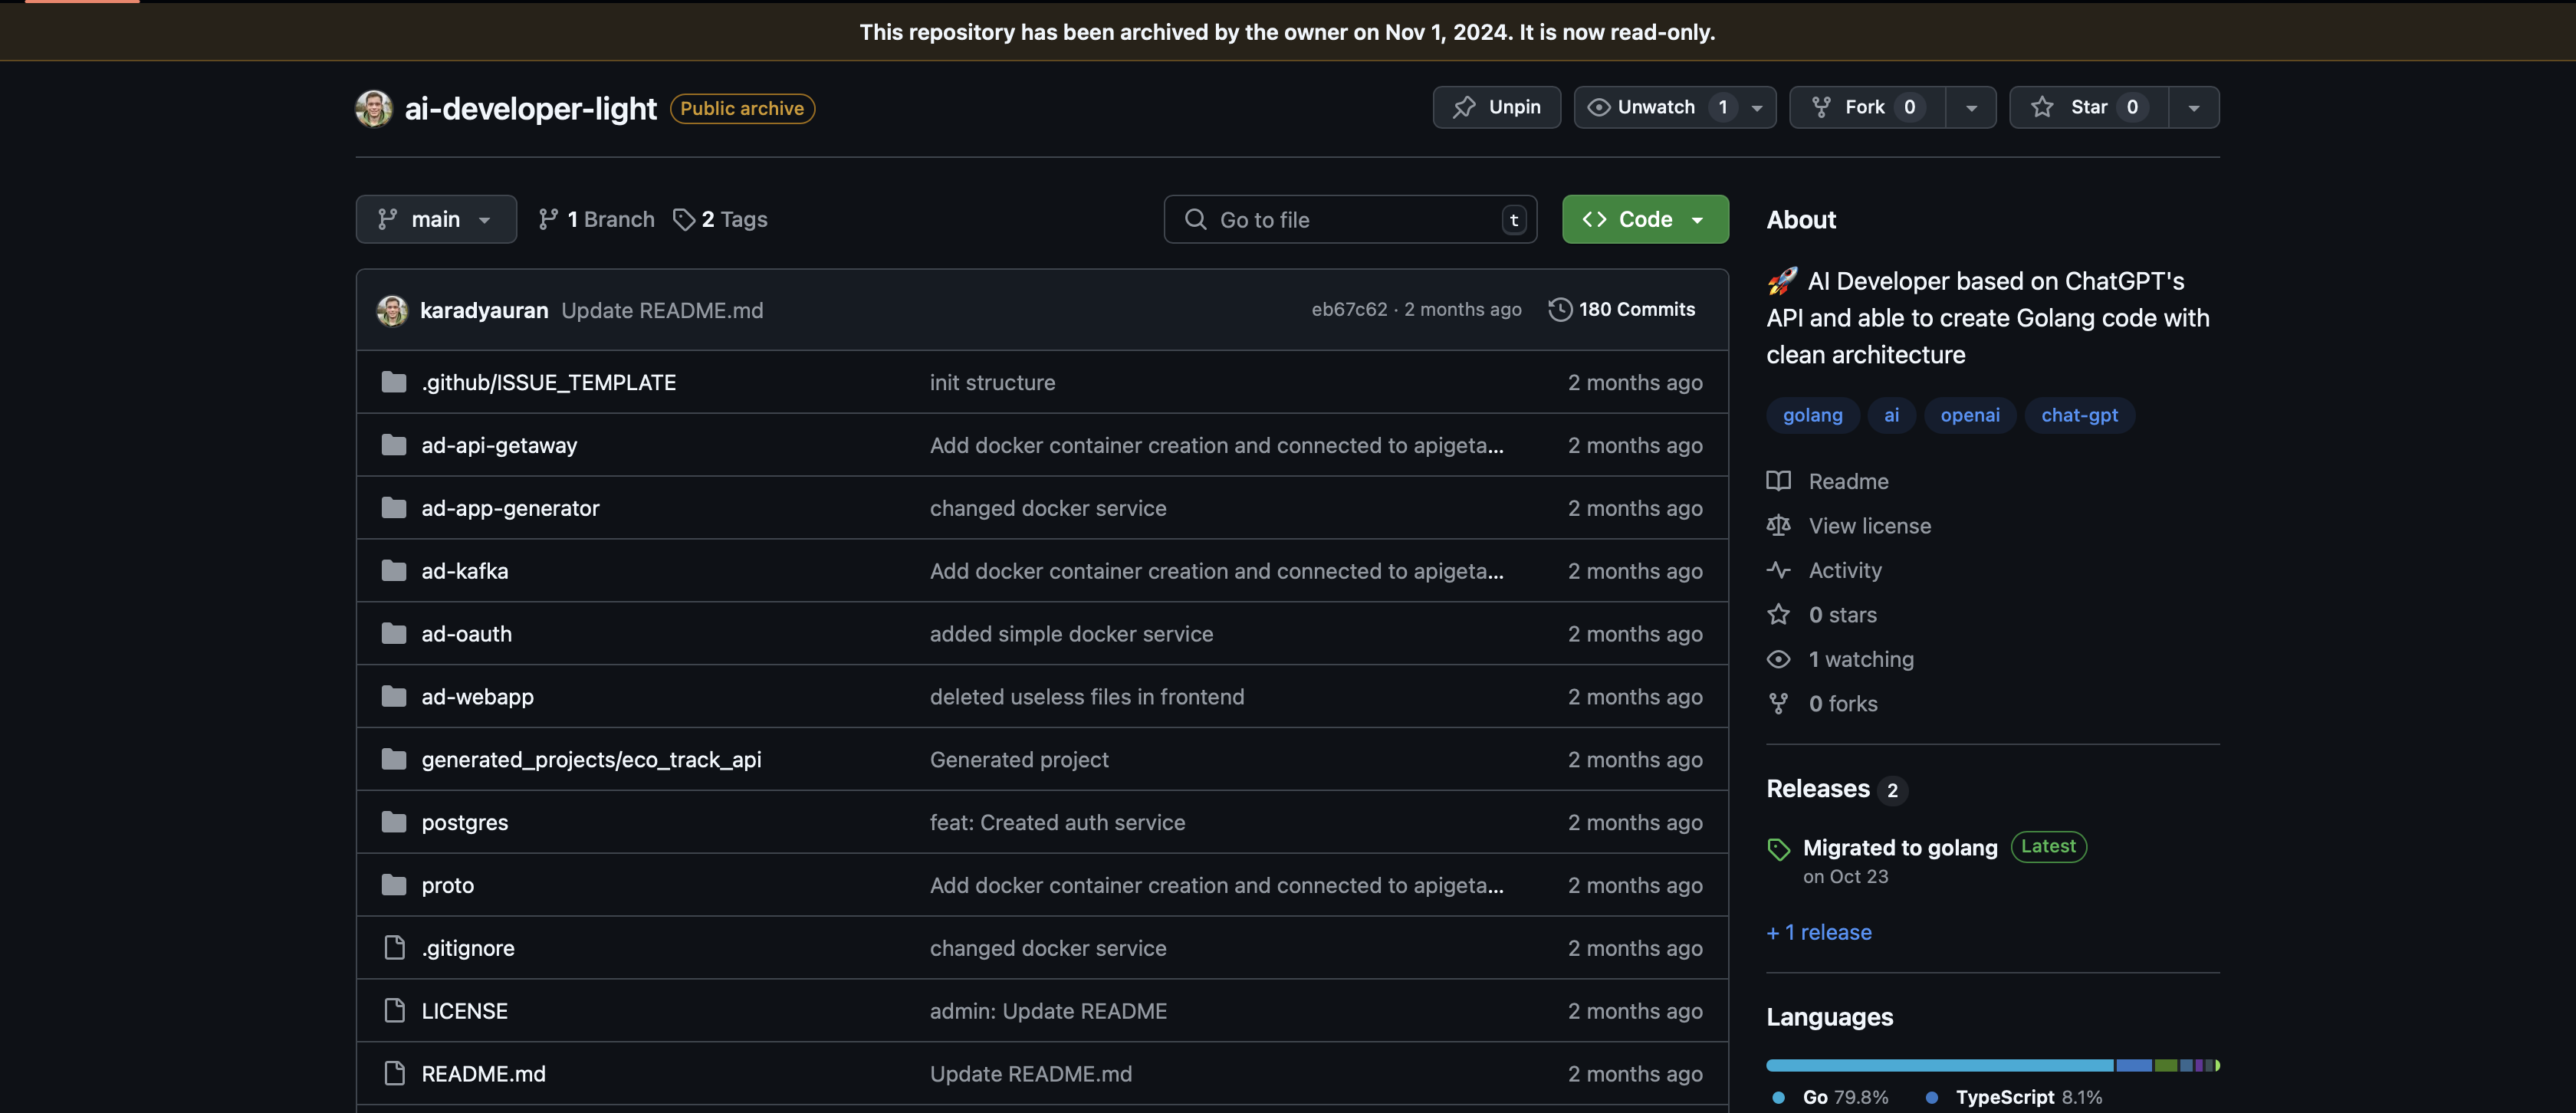 This repository has been archived by the owner on Nov 1, 2024. It is now read-only.
ai-developer-light Public archive
Unpin Unwatch 1 Fork 0 Star 0
main 1 Branch 2 Tags Go to file t Code
karadyauran Update README.md eb67c62 · 2 months ago 180 Commits
.github/ISSUE_TEMPLATE init structure 2 months ago
ad-api-getaway Add docker container creation and connected to apigeta... 2 months ago
ad-app-generator changed docker service 2 months ago
ad-kafka Add docker container creation and connected to apigeta... 2 months ago
ad-oauth added simple docker service 2 months ago
ad-webapp deleted useless files in frontend 2 months ago
generated_projects/eco_track_api Generated project 2 months ago
postgres feat: Created auth service 2 months ago
proto Add docker container creation and connected to apigeta... 2 months ago
.gitignore changed docker service 2 months ago
LICENSE admin: Update README 2 months ago
README.md Update README.md 2 months ago
About
🚀 AI Developer based on ChatGPT's
API and able to create Golang code with
clean architecture
golang ai openai chat-gpt
Readme
View license
Activity
0 stars
1 watching
0 forks
Releases 2
Migrated to golang Latest
on Oct 23
+ 1 release
Languages
Go 79.8% TypeScript 8.1%